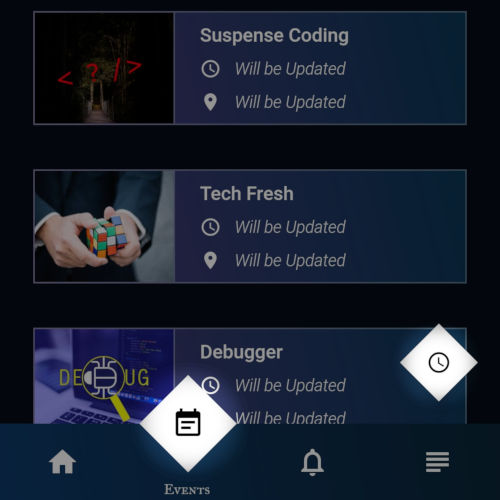 Suspense Coding
< ? / >
Will be Updated
Will be Updated
Tech Fresh
Will be Updated
Will be Updated
Debugger
DEBUG
Will be Updated
Will be Updated
Events